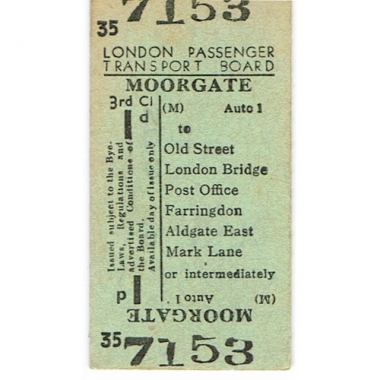 7153
35
LONDON PASSENGER
TRANSPORT BOARD
MOORGATE
3rd Cl (M) Auto 1
1d
to
Old Street
London Bridge
Post Office
Farringdon
Aldgate East
Mark Lane
or intermediately
Issued subject to the Bye-
Laws, Regulations and
advertised Conditions of
the Board.
Available day of issue only
1d
(M) Auto 1
MOORGATE
35
7153